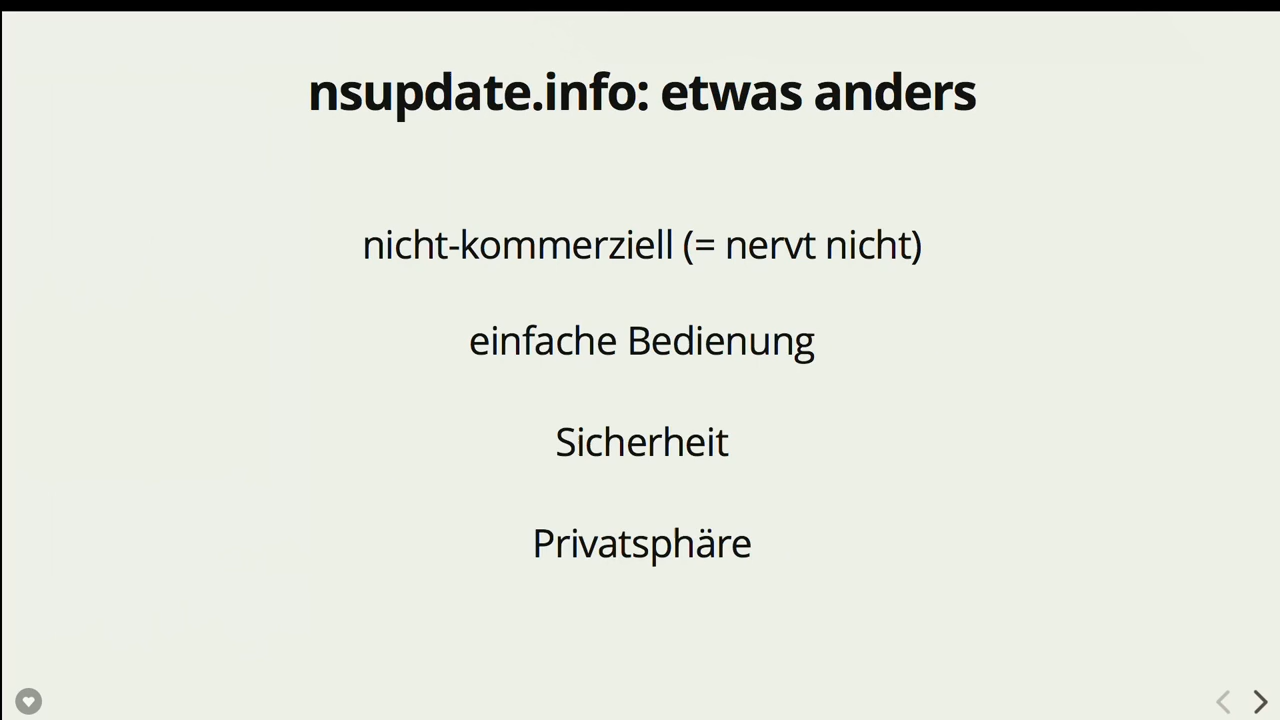 nsupdate.info: etwas anders
nicht-kommerziell (= nervt nicht)
einfache Bedienung
Sicherheit
Privatsphäre